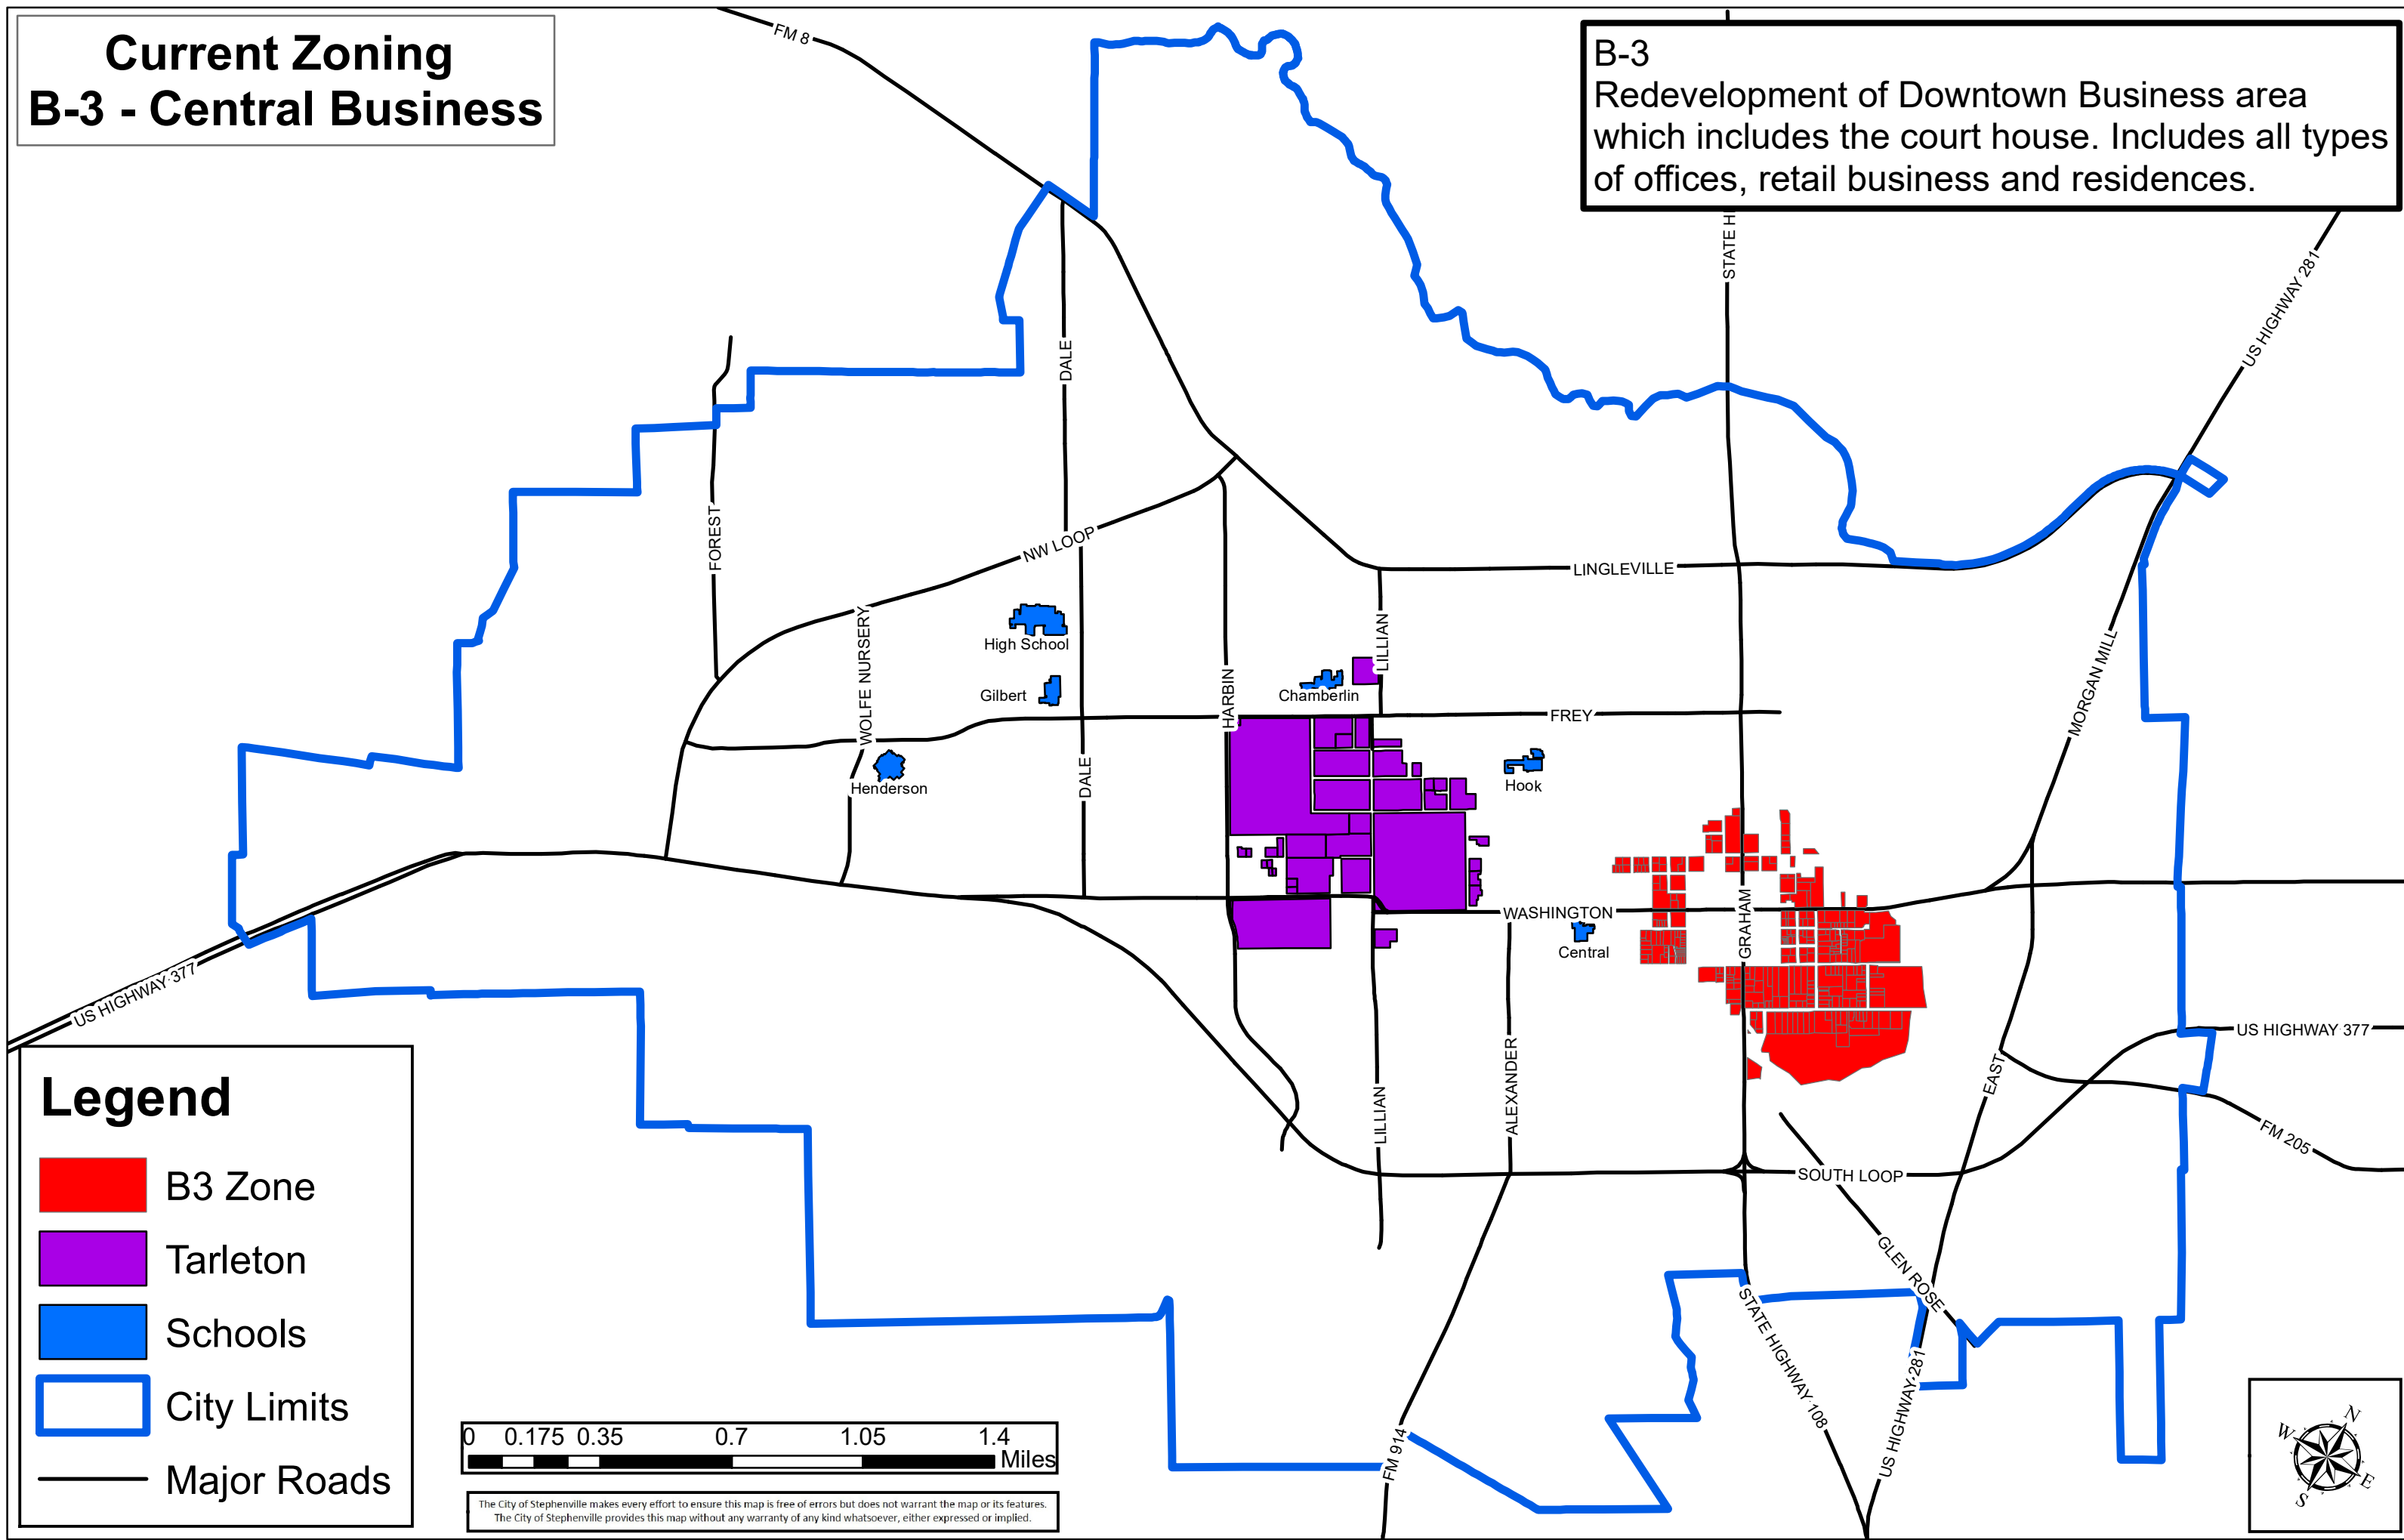 Current Zoning
B-3 - Central Business
B-3
Redevelopment of Downtown Business area
which includes the court house. Includes all types
of offices, retail business and residences.
FM 8
STATE H
US HIGHWAY 281
DALE
FOREST
NW LOOP
LINGLEVILLE
WOLFE NURSERY
High School
LILLIAN
MORGAN MILL
HARBIN
Gilbert
Chamberlin
FREY
Henderson
DALE
Hook
GRAHAM
WASHINGTON
Central
US HIGHWAY 377
US HIGHWAY 377
ALEXANDER
EAST
LILLIAN
FM 205
SOUTH LOOP
GLEN ROSE
STATE HIGHWAY 108
US HIGHWAY 281
FM 914
Legend
B3 Zone
Tarleton
Schools
City Limits
Major Roads
0 0.175 0.35 0.7 1.05 1.4
Miles
The City of Stephenville makes every effort to ensure this map is free of errors but does not warrant the map or its features.
The City of Stephenville provides this map without any warranty of any kind whatsoever, either expressed or implied.
N
W
E
S